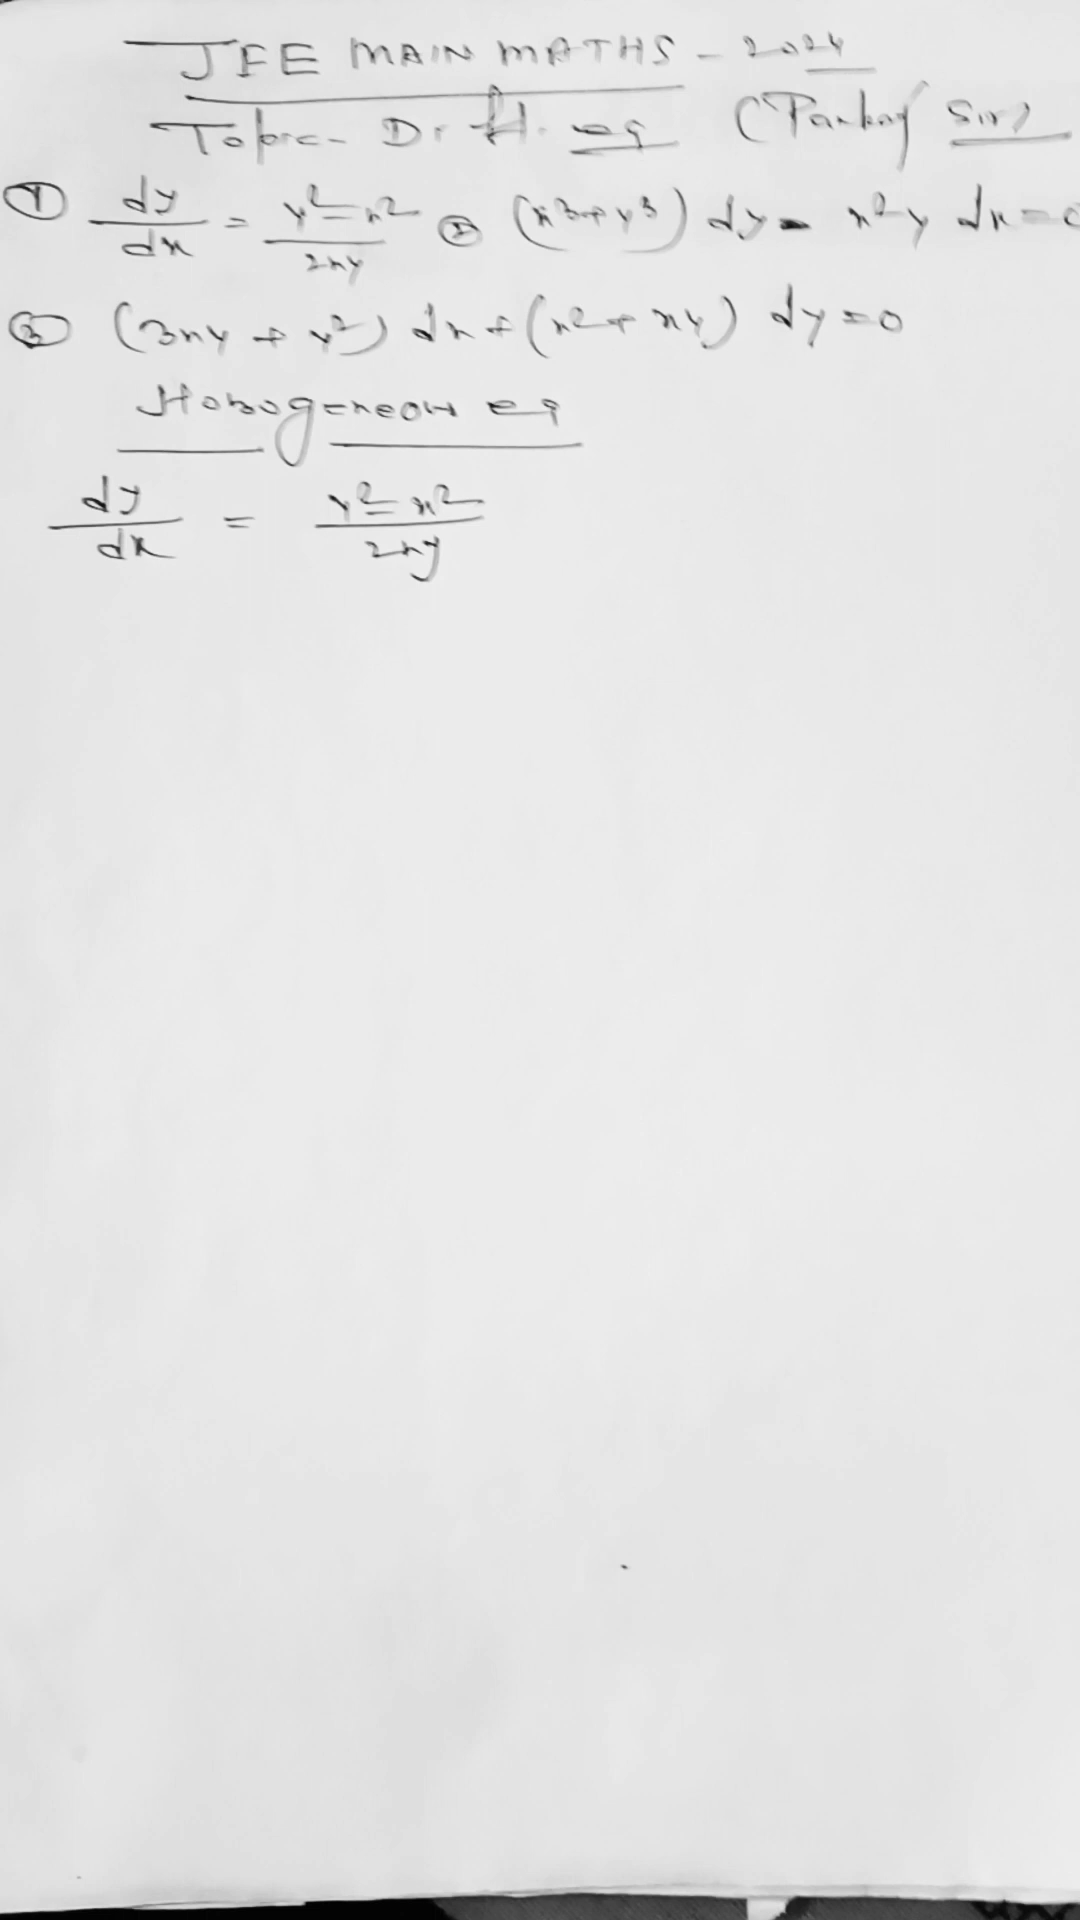 JEE MAIN MATHS - 2024
Topic - Diff. eq (Pankaj Sir)
① dy/dx = y²-x²/2xy ② (x³+y³) dy - x²y dx = 0
③ (3xy + y²) dx + (x² + xy) dy = 0
Homogeneous eq
dy/dx = y²-x²/2xy